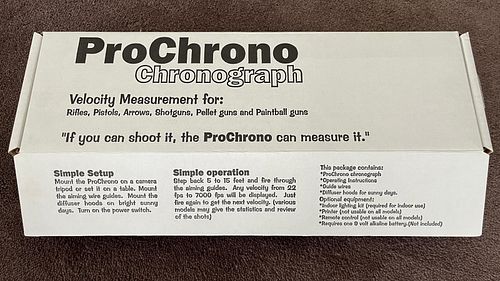 ProChrono
Chronograph
Velocity Measurement for:
Rifles, Pistols, Arrows, Shotguns, Pellet guns and Paintball guns
"If you can shoot it, the ProChrono can measure it."
Simple Setup
Mount the ProChrono on a camera
tripod or set it on a table. Mount
the aiming wire guides. Mount the
diffuser hoods on bright sunny
days. Turn on the power switch.
Simple operation
Step back 5 to 15 feet and fire through
the aiming guides. Any velocity from 22
fps to 7000 fps will be displayed. Just
fire again to get the next velocity. (various
models may give the statistics and review
of the shots)
This package contains:
*ProChrono chronograph
*Operating Instructions
*Guide wires
*Diffuser hoods for sunny days.
Optional equipment:
*Indoor lighting kit (required for indoor use)
*Printer (not usable on all models)
*Remote control (not usable on all models)
*Requires one 9 volt alkaline battery.(Not included)